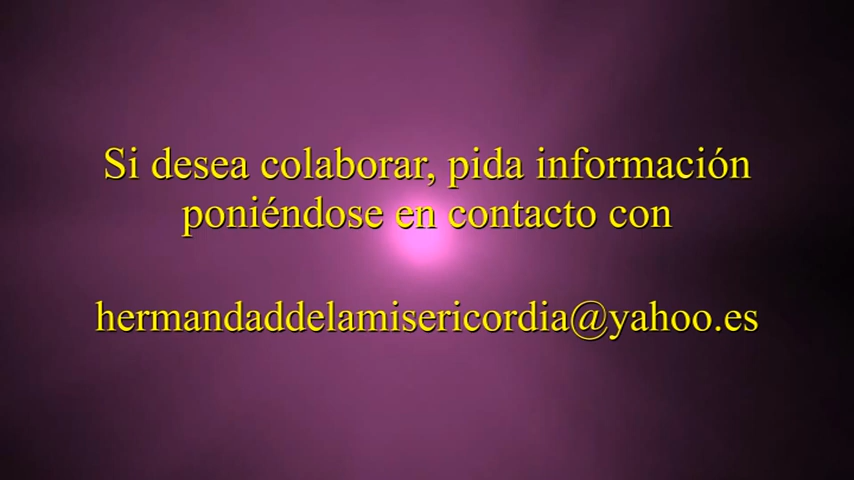 Si desea colaborar, pida información
poniéndose en contacto con
hermandaddelamisericordia@yahoo.es